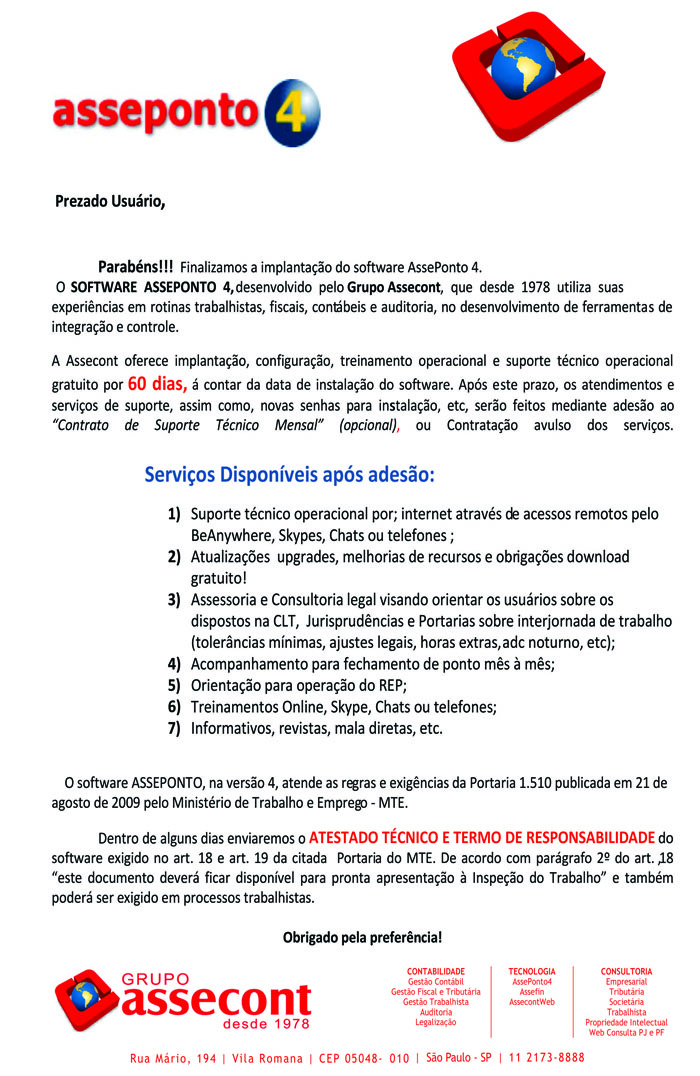 asseponto 4
Prezado Usuário,
Parabéns!!! Finalizamos a implantação do software AssePonto 4.
O SOFTWARE ASSEPONTO 4, desenvolvido pelo Grupo Assecont, que desde 1978 utiliza suas
experiências em rotinas trabalhistas, fiscais, contábeis e auditoria, no desenvolvimento de ferramentas de
integração e controle.
A Assecont oferece implantação, configuração, treinamento operacional e suporte técnico operacional
gratuito por 60 dias, á contar da data de instalação do software. Após este prazo, os atendimentos e
serviços de suporte, assim como, novas senhas para instalação, etc, serão feitos mediante adesão ao
“Contrato de Suporte Técnico Mensal” (opcional), ou Contratação avulso dos serviços.
Serviços Disponíveis após adesão:
1) Suporte técnico operacional por; internet através de acessos remotos pelo
BeAnywhere, Skypes, Chats ou telefones ;
2) Atualizações upgrades, melhorias de recursos e obrigações download
gratuito!
3) Assessoria e Consultoria legal visando orientar os usuários sobre os
dispostos na CLT, Jurisprudências e Portarias sobre interjornada de trabalho
(tolerâncias mínimas, ajustes legais, horas extras, adc noturno, etc);
4) Acompanhamento para fechamento de ponto mês à mês;
5) Orientação para operação do REP;
6) Treinamentos Online, Skype, Chats ou telefones;
7) Informativos, revistas, mala diretas, etc.
O software ASSEPONTO, na versão 4, atende as regras e exigências da Portaria 1.510 publicada em 21 de
agosto de 2009 pelo Ministério de Trabalho e Emprego - MTE.
Dentro de alguns dias enviaremos o ATESTADO TÉCNICO E TERMO DE RESPONSABILIDADE do
software exigido no art. 18 e art. 19 da citada Portaria do MTE. De acordo com parágrafo 2º do art. ,18
“este documento deverá ficar disponível para pronta apresentação à Inspeção do Trabalho” e também
poderá ser exigido em processos trabalhistas.
Obrigado pela preferência!
GRUPO
assecont
desde 1978
CONTABILIDADE
Gestão Contábil
Gestão Fiscal e Tributária
Gestão Trabalhista
Auditoria
Legalização
TECNOLOGIA
AssePonto4
Assefin
AssecontWeb
CONSULTORIA
Empresarial
Tributária
Societária
Trabalhista
Propriedade Intelectual
Web Consulta PJ e PF
Rua Mário, 194 | Vila Romana | CEP 05048- 010 | São Paulo - SP | 11 2173-8888